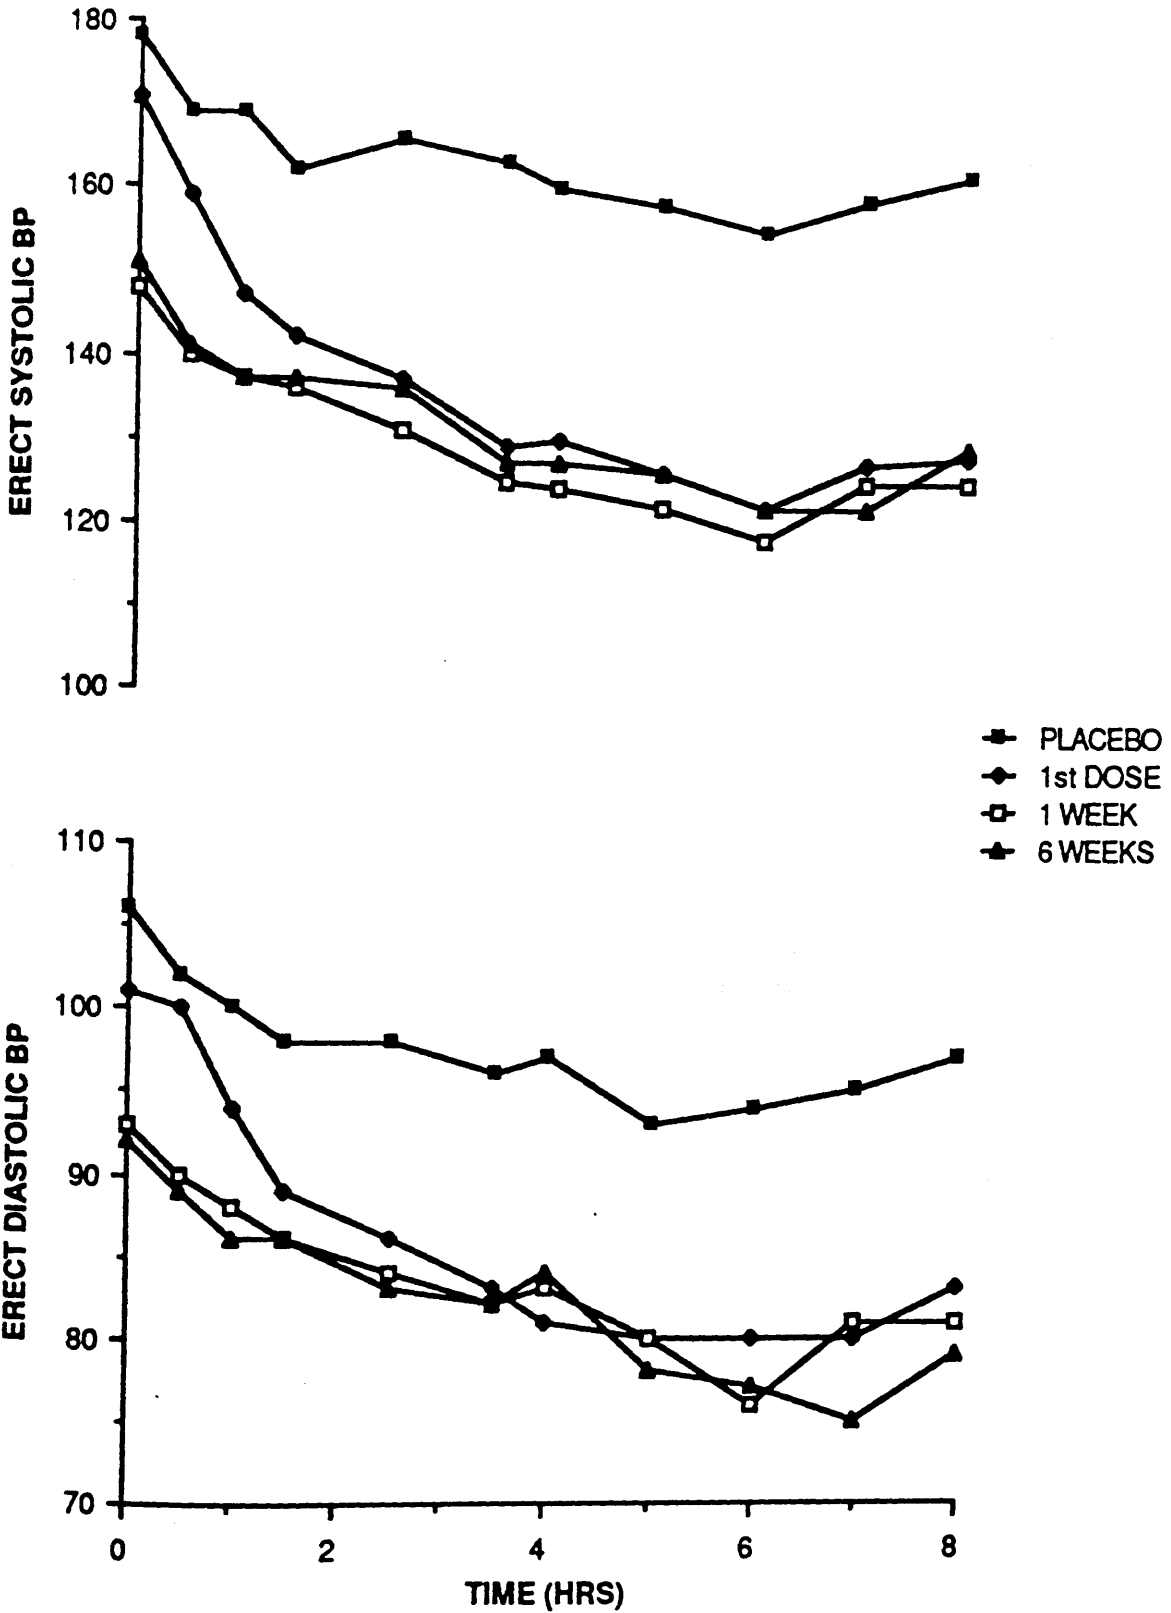 180
160
140
120
100
ERECT SYSTOLIC BP
PLACEBO
1st DOSE
1 WEEK
6 WEEKS
110
100
90
80
70
ERECT DIASTOLIC BP
0 2 4 6 8
TIME (HRS)